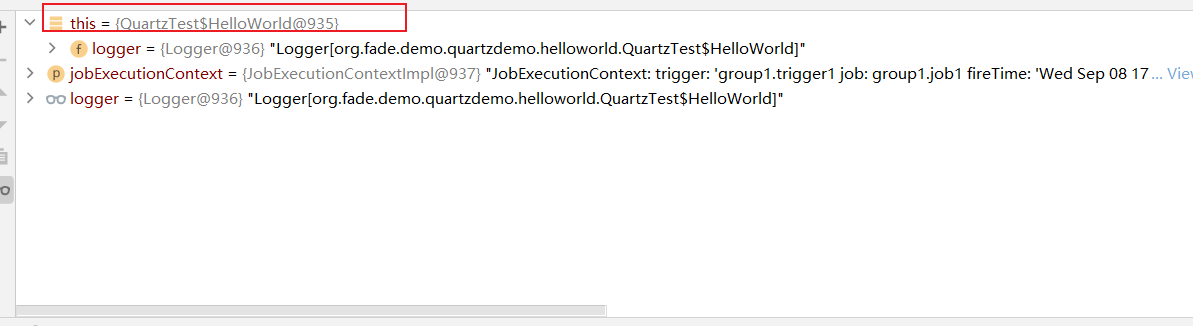 this = {QuartzTest$HelloWorld@935}
f logger = {Logger@936} "Logger[org.fade.demo.quartzdemo.helloworld.QuartzTest$HelloWorld]"
p jobExecutionContext = {JobExecutionContextImpl@937} "JobExecutionContext: trigger: 'group1.trigger1 job: group1.job1 fireTime: 'Wed Sep 08 17 ... View
logger = {Logger@936} "Logger[org.fade.demo.quartzdemo.helloworld.QuartzTest$HelloWorld]"